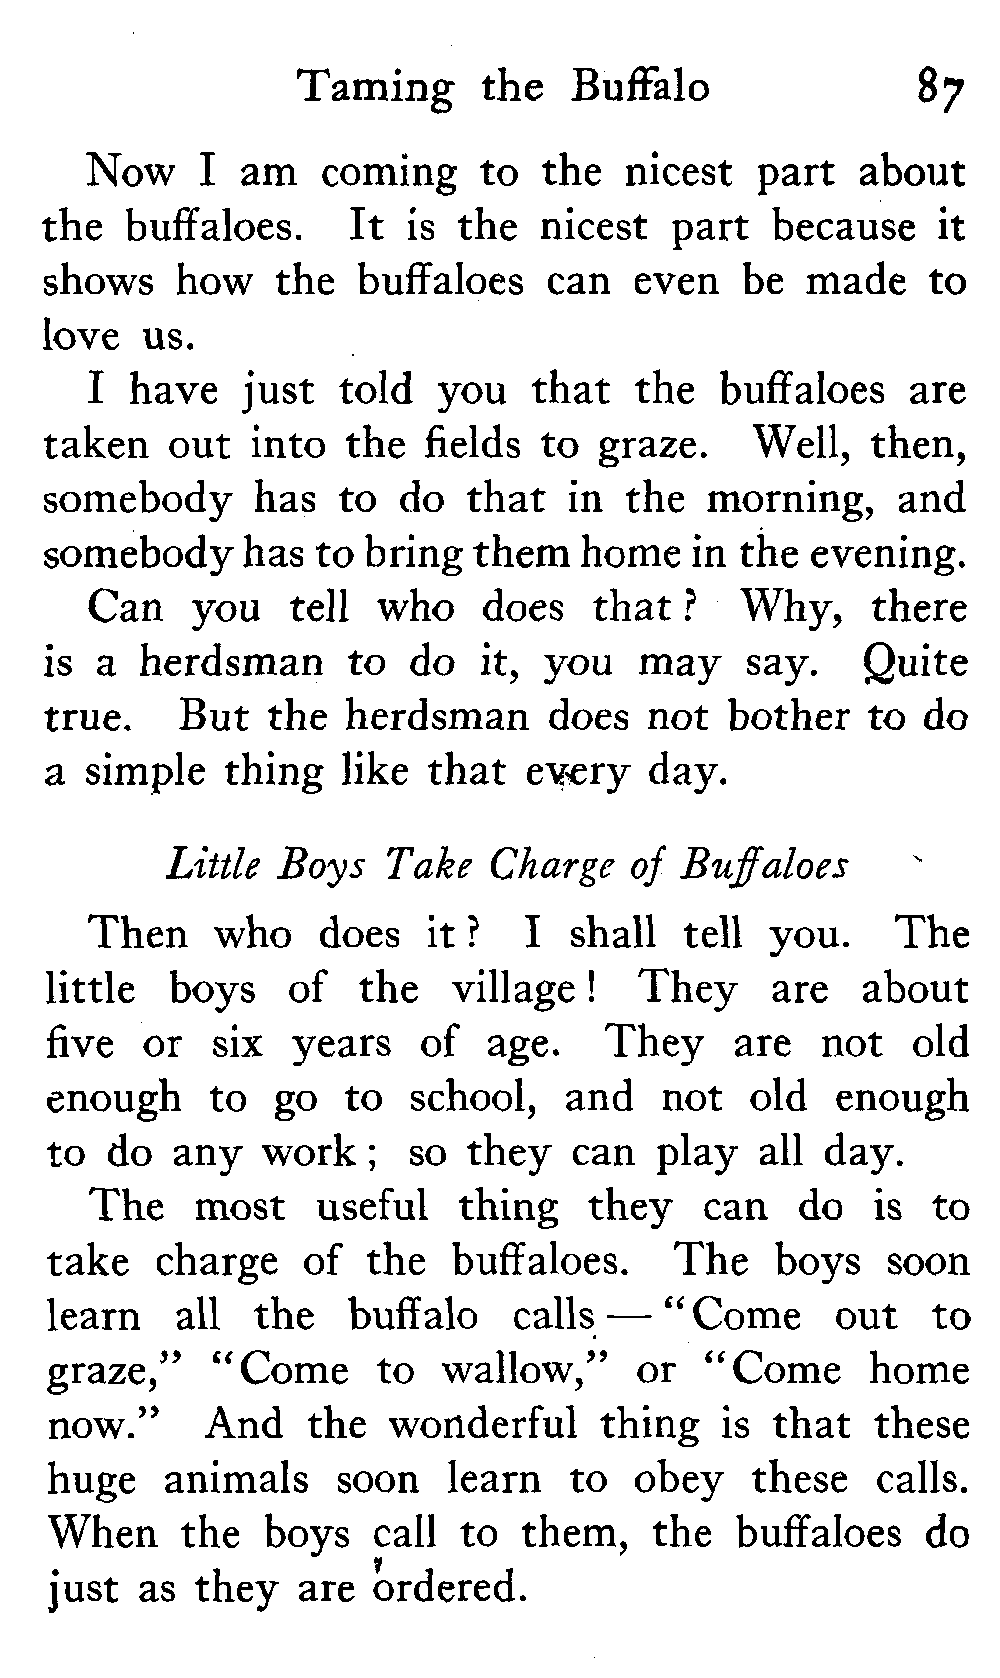 Taming the Buffalo 87
Now I am coming to the nicest part about
the buffaloes. It is the nicest part because it
shows how the buffaloes can even be made to
love us.
I have just told you that the buffaloes are
taken out into the fields to graze. Well, then,
somebody has to do that in the morning, and
somebody has to bring them home in the evening.
Can you tell who does that ? Why, there
is a herdsman to do it, you may say. Quite
true. But the herdsman does not bother to do
a simple thing like that every day.
Little Boys Take Charge of Buffaloes
Then who does it ? I shall tell you. The
little boys of the village ! They are about
five or six years of age. They are not old
enough to go to school, and not old enough
to do any work ; so they can play all day.
The most useful thing they can do is to
take charge of the buffaloes. The boys soon
learn all the buffalo calls — “Come out to
graze,” “Come to wallow,” or “Come home
now.” And the wonderful thing is that these
huge animals soon learn to obey these calls.
When the boys call to them, the buffaloes do
just as they are ordered.